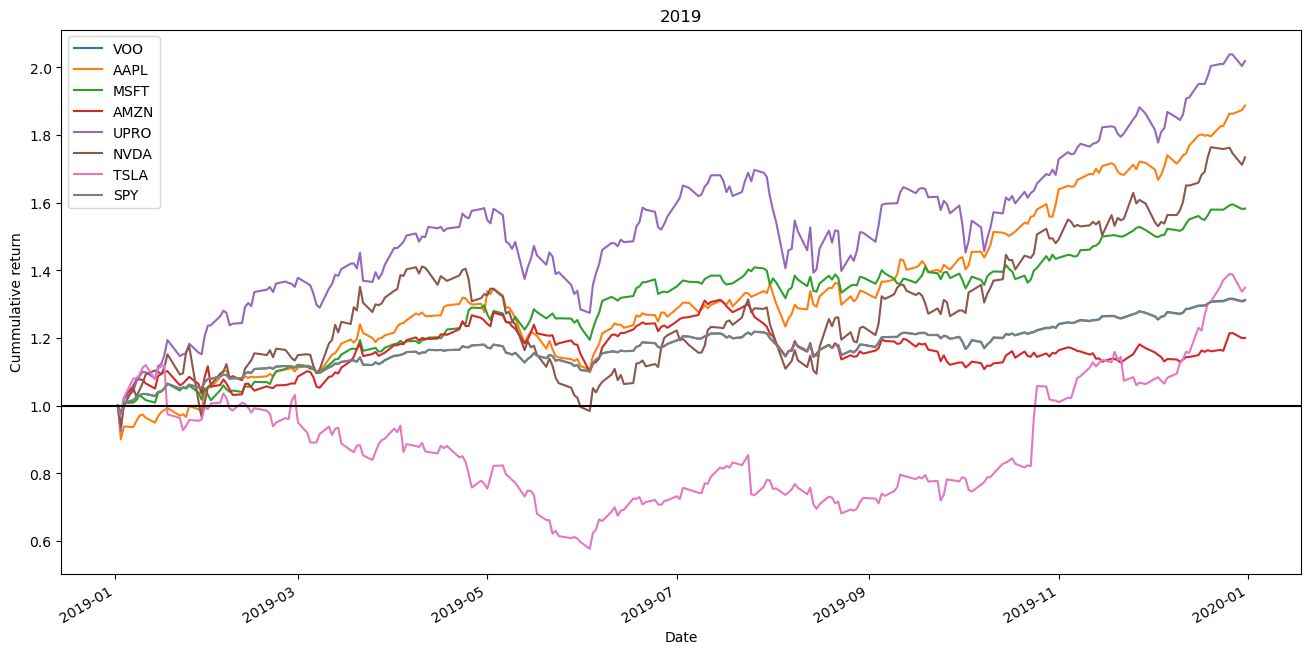 2019
VOO
AAPL
MSFT
AMZN
UPRO
NVDA
TSLA
SPY
Cummulative return
2.0
1.8
1.6
1.4
1.2
1.0
0.8
0.6
2019-01
2019-03
2019-05
2019-07
2019-09
2019-11
2020-01
Date